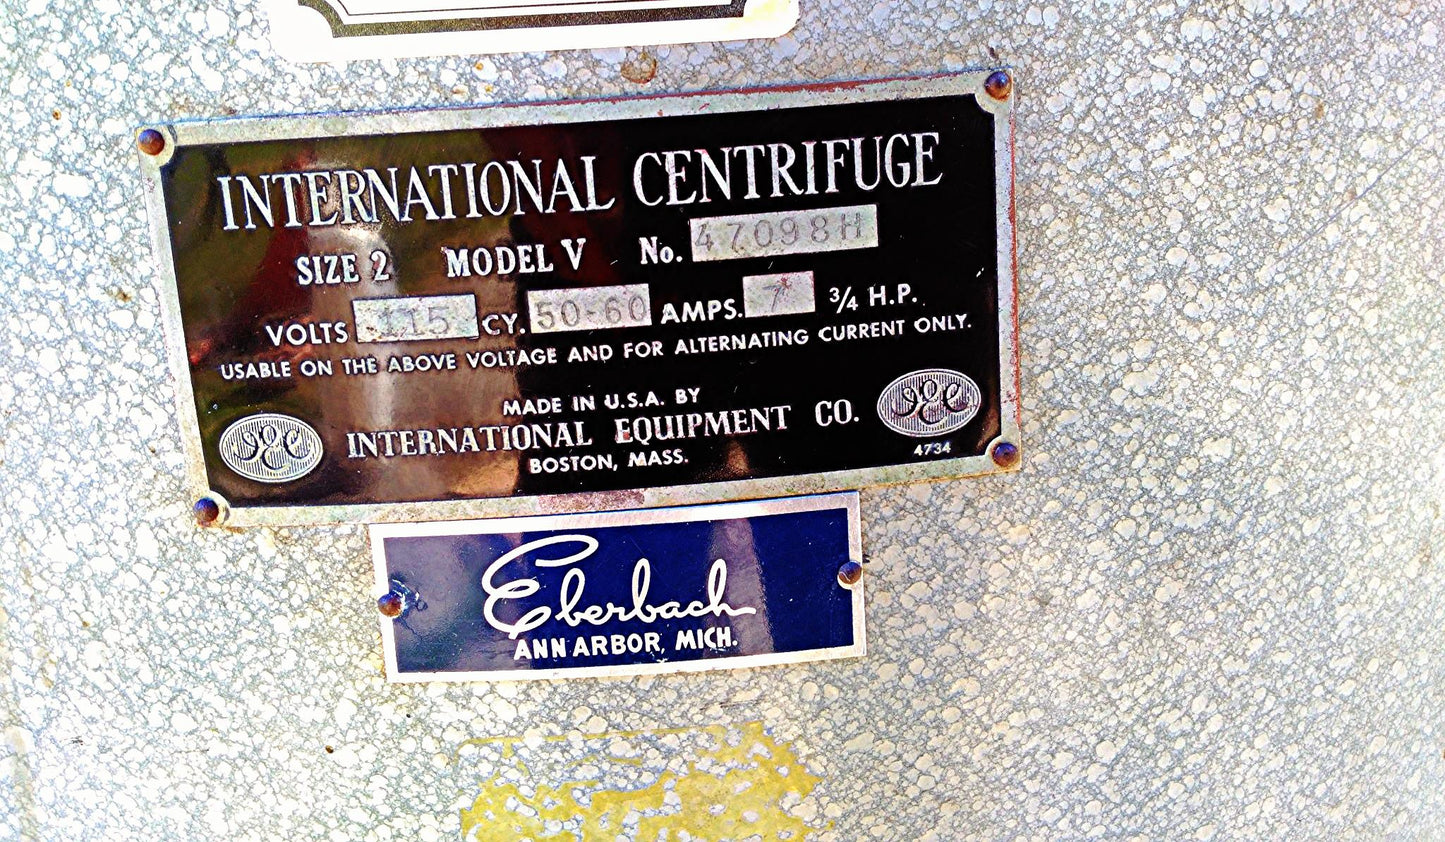 INTERNATIONAL CENTRIFUGE
SIZE 2 MODEL V No. 47098H
VOLTS 115 CY. 50-60 AMPS. 7 3/4 H.P.
USABLE ON THE ABOVE VOLTAGE AND FOR ALTERNATING CURRENT ONLY.
MADE IN U.S.A. BY
IEC INTERNATIONAL EQUIPMENT CO. IEC
BOSTON, MASS. 4734
Eberbach
ANN ARBOR, MICH.